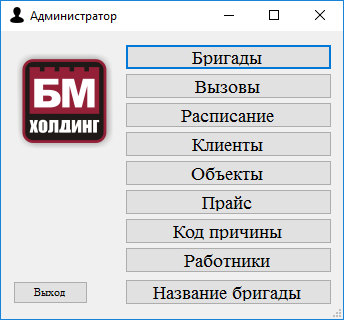 Администратор
БМ
ХОЛДИНГ
Бригады
Вызовы
Расписание
Клиенты
Объекты
Прайс
Код причины
Работники
Выход
Название бригады